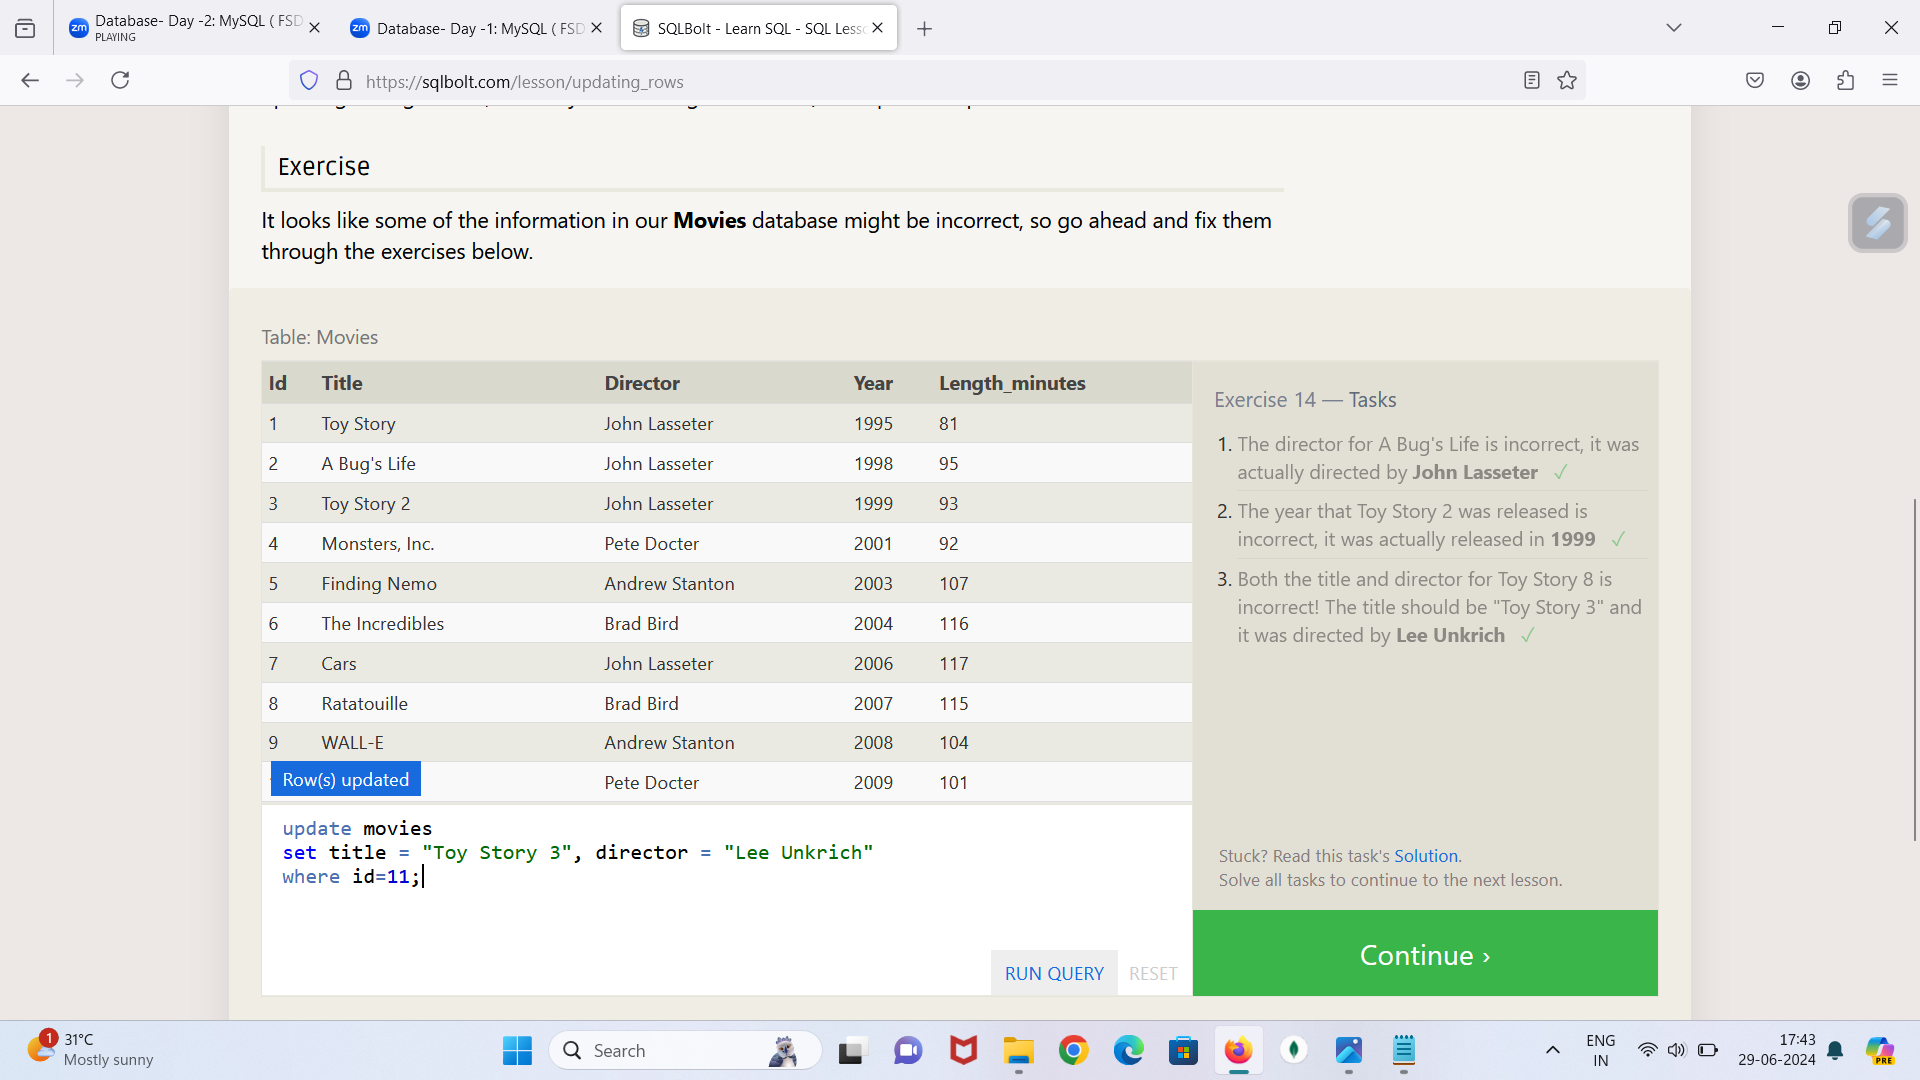 Database- Day -2: MySQL ( FSD
PLAYING
Database- Day -1: MySQL ( FSD
SQLBolt - Learn SQL - SQL Less
https://sqlbolt.com/lesson/updating_rows
Exercise
It looks like some of the information in our Movies database might be incorrect, so go ahead and fix them
through the exercises below.
Table: Movies
Id Title Director Year Length_minutes
1 Toy Story John Lasseter 1995 81
2 A Bug's Life John Lasseter 1998 95
3 Toy Story 2 John Lasseter 1999 93
4 Monsters, Inc. Pete Docter 2001 92
5 Finding Nemo Andrew Stanton 2003 107
6 The Incredibles Brad Bird 2004 116
7 Cars John Lasseter 2006 117
8 Ratatouille Brad Bird 2007 115
9 WALL-E Andrew Stanton 2008 104
Row(s) updated Pete Docter 2009 101
update movies
set title = "Toy Story 3", director = "Lee Unkrich"
where id=11;
RUN QUERY RESET
Exercise 14 — Tasks
1. The director for A Bug's Life is incorrect, it was
actually directed by John Lasseter ✓
2. The year that Toy Story 2 was released is
incorrect, it was actually released in 1999 ✓
3. Both the title and director for Toy Story 8 is
incorrect! The title should be "Toy Story 3" and
it was directed by Lee Unkrich ✓
Stuck? Read this task's Solution.
Solve all tasks to continue to the next lesson.
Continue ›
1
31°C
Mostly sunny
Search
ENG
IN
17:43
29-06-2024
PRE